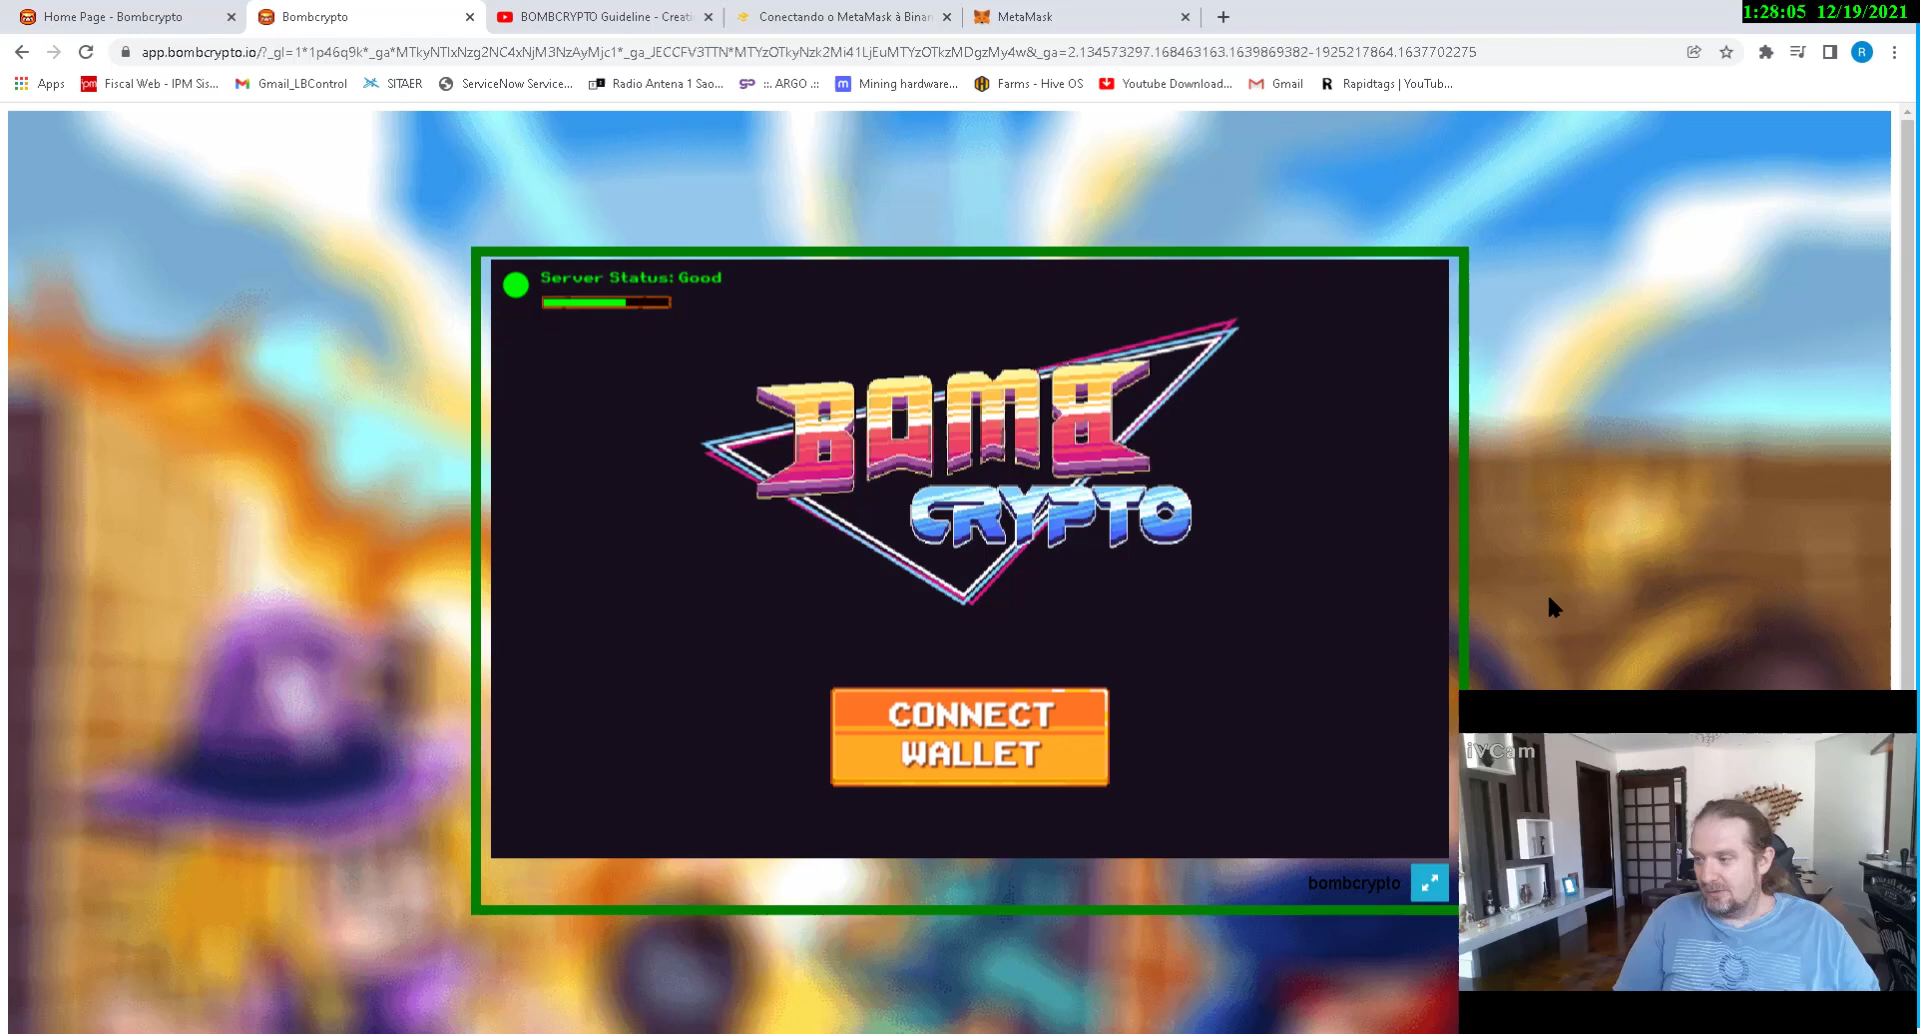 1:28:05 12/19/2021
Home Page - Bombcrypto
Bombcrypto
BOMBCRYPTO Guideline - Creati
Conectando o MetaMask à Binan
MetaMask
app.bombcrypto.io/?_gl=1*1p46q9k*_ga*MTkyNTIxNzg2NC4xNjM3NzAyMjc1*_ga_JECCFV3TTN*MTYzOTkyNzk2Mi41LjEuMTYzOTkzMDgzMy4w&_ga=2.134573297.168463163.1639869382-1925217864.1637702275
R
Apps
ipm
Fiscal Web - IPM Sis...
Gmail_LBControl
SITAER
ServiceNow Service...
Radio Antena 1 Sao...
::. ARGO .::
Mining hardware...
Farms - Hive OS
Youtube Download...
Gmail
R
Rapidtags | YouTub...
Server Status: Good
BOMB
CRYPTO
CONNECT
WALLET
bombcrypto
iVCam